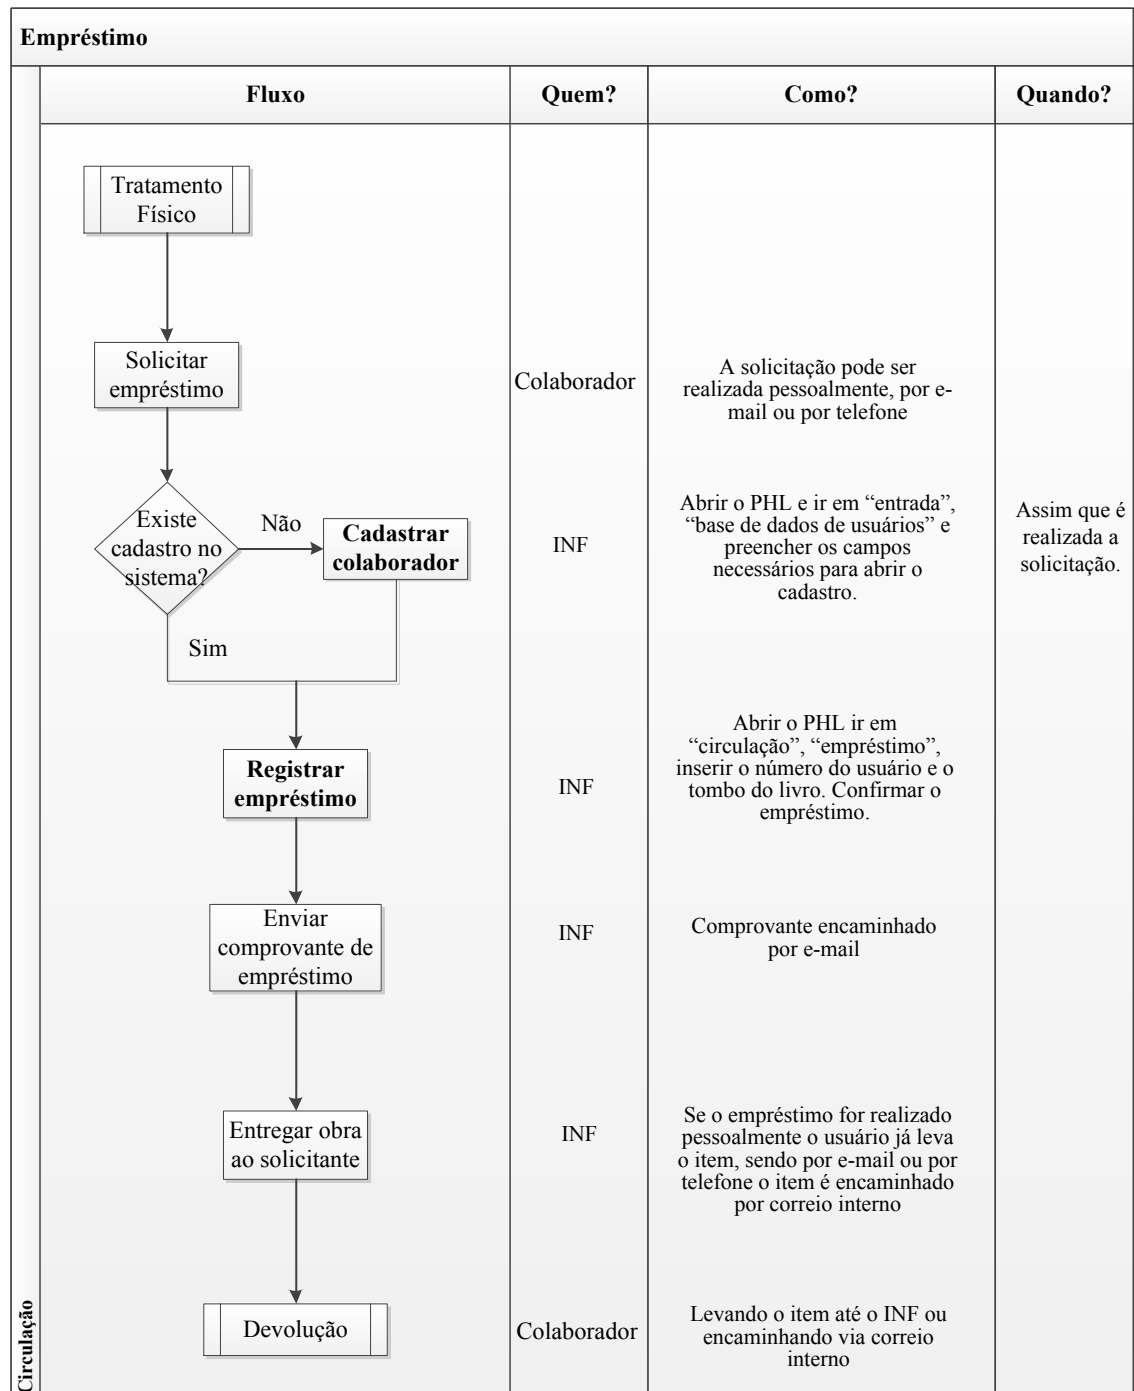 Empréstimo
Fluxo
Quem?
Como?
Quando?
Tratamento
Físico
Solicitar
empréstimo
Colaborador
A solicitação pode ser
realizada pessoalmente, por e-
mail ou por telefone
Existe
cadastro no
sistema?
Não
Cadastrar
colaborador
INF
Abrir o PHL e ir em “entrada”,
“base de dados de usuários” e
preencher os campos
necessários para abrir o
cadastro.
Assim que é
realizada a
solicitação.
Sim
Registrar
empréstimo
INF
Abrir o PHL ir em
“circulação”, “empréstimo”,
inserir o número do usuário e o
tombo do livro. Confirmar o
empréstimo.
Enviar
comprovante de
empréstimo
INF
Comprovante encaminhado
por e-mail
Entregar obra
ao solicitante
INF
Se o empréstimo for realizado
pessoalmente o usuário já leva
o item, sendo por e-mail ou por
telefone o item é encaminhado
por correio interno
Devolução
Colaborador
Levando o item até o INF ou
encaminhando via correio
interno
Circulação